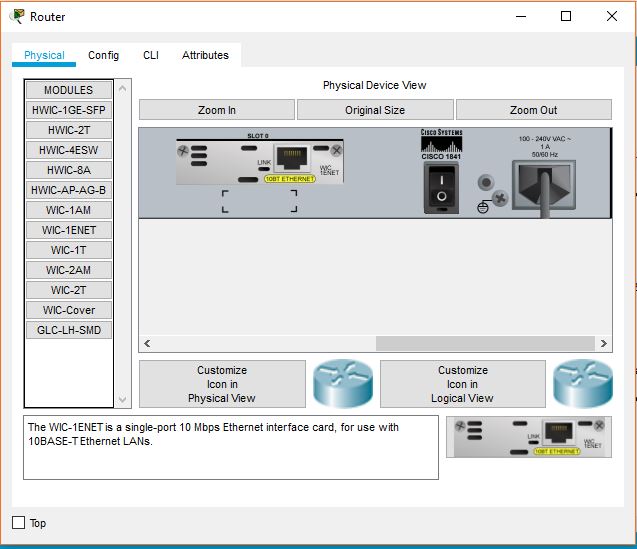 Router
Physical
Config
CLI
Attributes
MODULES
HWIC-1GE-SFP
HWIC-2T
HWIC-4ESW
HWIC-8A
HWIC-AP-AG-B
WIC-1AM
WIC-1ENET
WIC-1T
WIC-2AM
WIC-2T
WIC-Cover
GLC-LH-SMD
Physical Device View
Zoom In
Original Size
Zoom Out
SLOT 0
LINK
WIC
1ENET
10BT ETHERNET
CISCO SYSTEMS
CISCO 1841
I
O
100 - 240V VAC ~
1 A
50/60 Hz
Customize
Icon in
Physical View
Customize
Icon in
Logical View
The WIC-1ENET is a single-port 10 Mbps Ethernet interface card, for use with
10BASE-T Ethernet LANs.
LINK
WIC
1ENET
10BT ETHERNET
Top